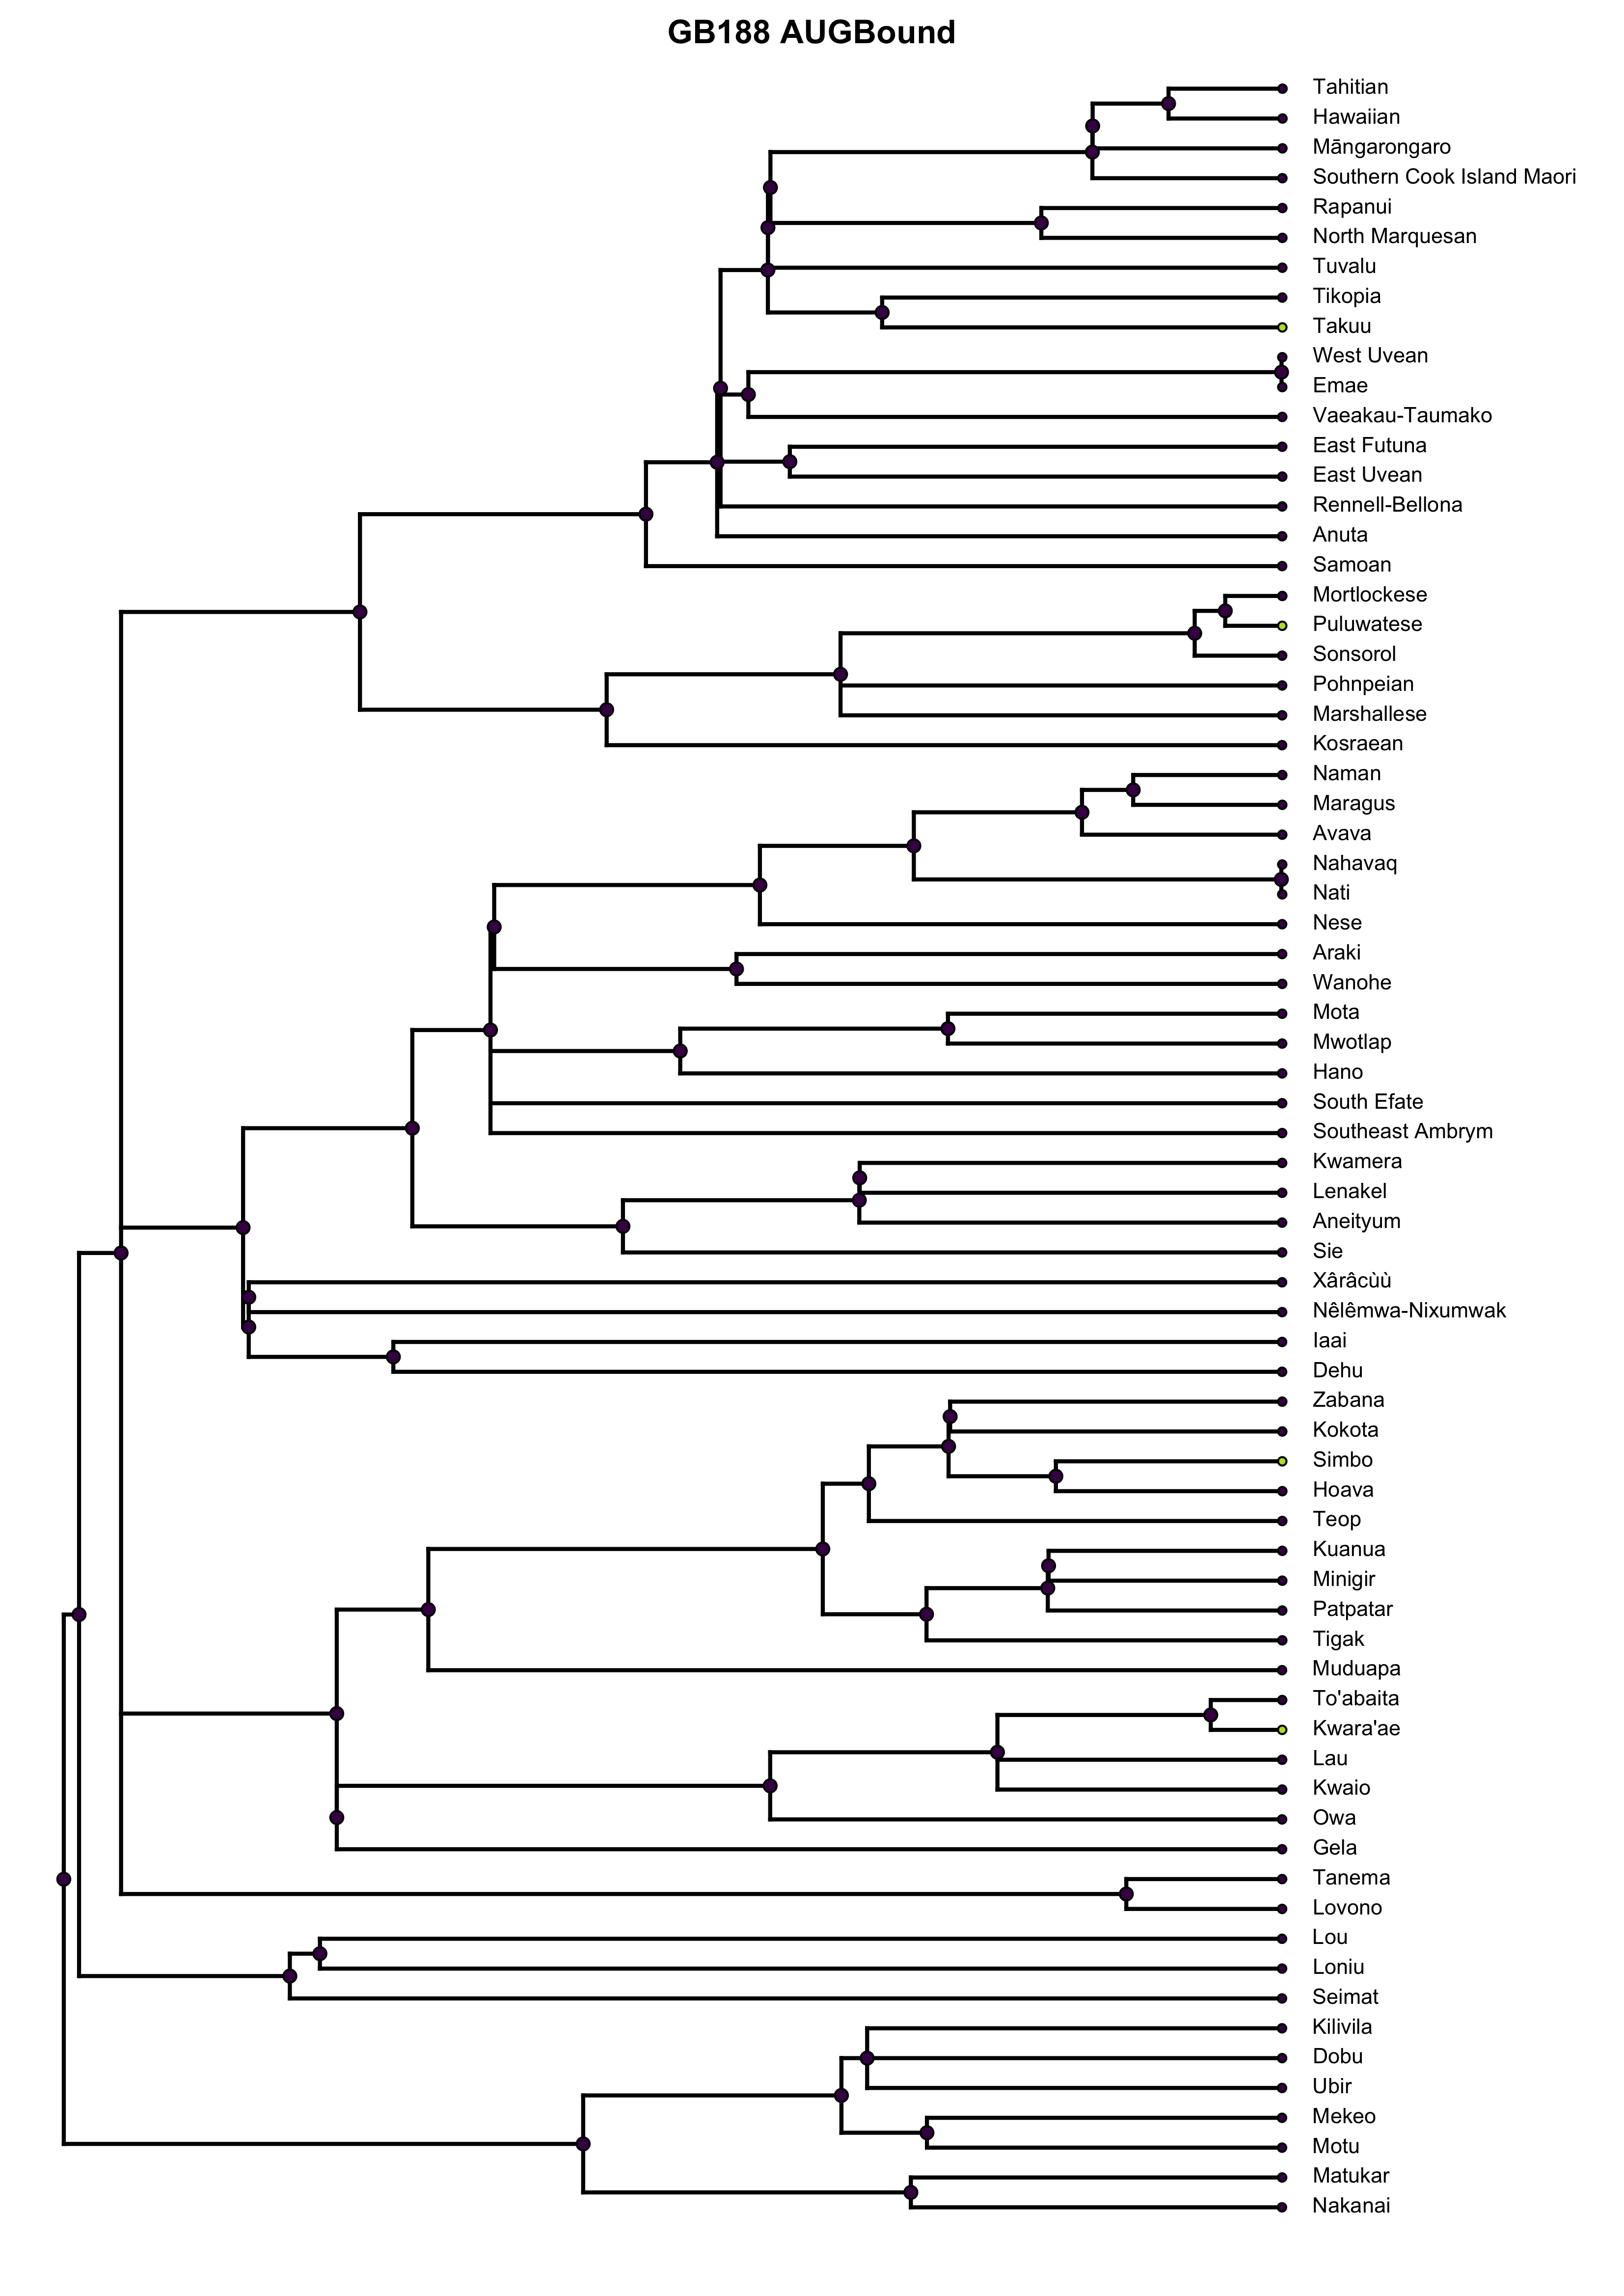 GB188 AUGBound
Tahitian
Hawaiian
Māngarongaro
Southern Cook Island Maori
Rapanui
North Marquesan
Tuvalu
Tikopia
Takuu
West Uvean
Emae
Vaeakau-Taumako
East Futuna
East Uvean
Rennell-Bellona
Anuta
Samoan
Mortlockese
Puluwatese
Sonsorol
Pohnpeian
Marshallese
Kosraean
Naman
Maragus
Avava
Nahavaq
Nati
Nese
Araki
Wanohe
Mota
Mwotlap
Hano
South Efate
Southeast Ambrym
Kwamera
Lenakel
Aneityum
Sie
Xârâcùù
Nêlêmwa-Nixumwak
Iaai
Dehu
Zabana
Kokota
Simbo
Hoava
Teop
Kuanua
Minigir
Patpatar
Tigak
Muduapa
To'abaita
Kwara'ae
Lau
Kwaio
Owa
Gela
Tanema
Lovono
Lou
Loniu
Seimat
Kilivila
Dobu
Ubir
Mekeo
Motu
Matukar
Nakanai